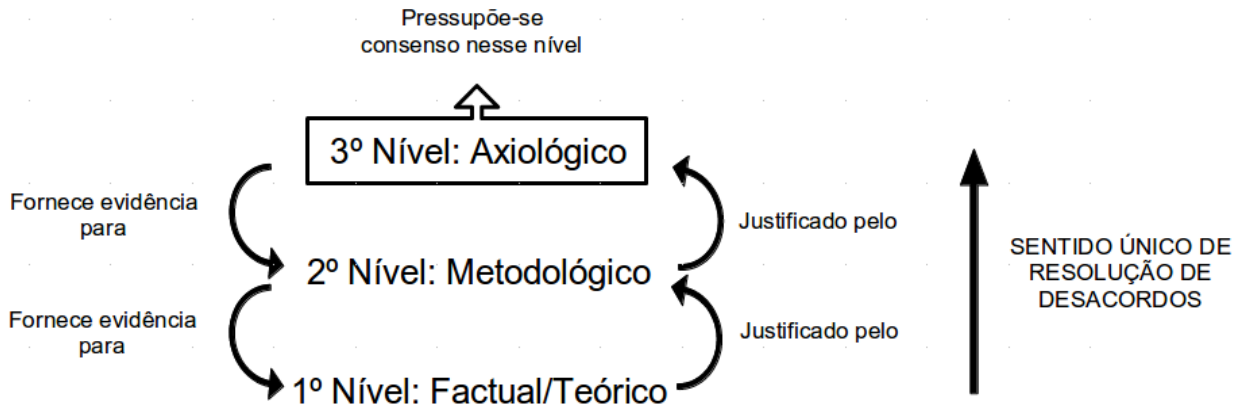 Pressupõe-se
consenso nesse nível
3º Nível: Axiológico
Fornece evidência
para
Justificado pelo
2º Nível: Metodológico
SENTIDO ÚNICO DE
RESOLUÇÃO DE
DESACORDOS
Fornece evidência
para
Justificado pelo
1º Nível: Factual/Teórico